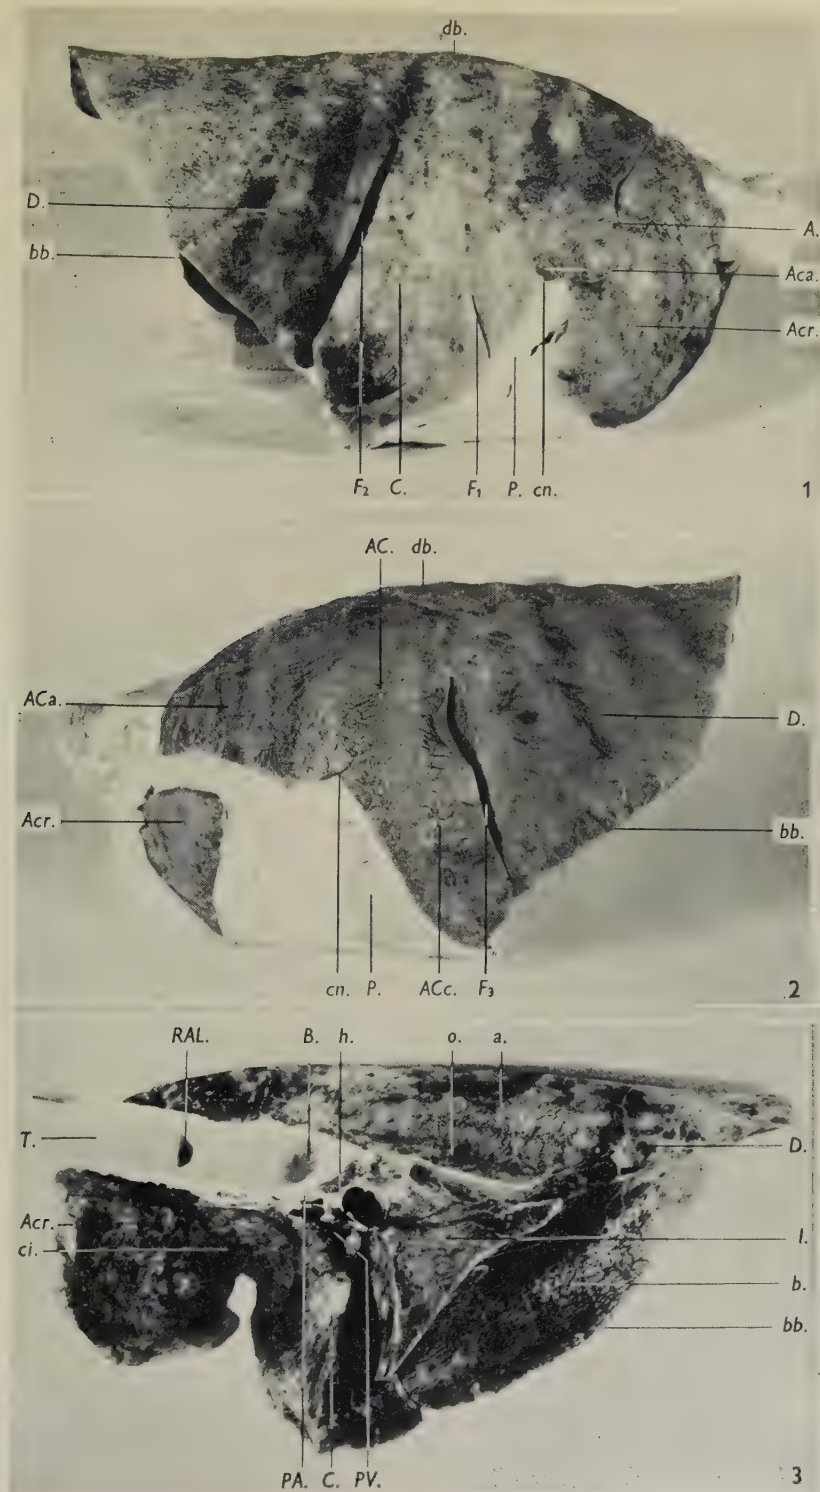 db.
D.
bb.
A.
Aca.
Acr.
F2 C. F1 P. cn.
1
AC. db.
ACa.
D.
Acr.
bb.
cn. P. ACc. F3
2
RAL. B. h. o. a.
T.
D.
Acr.
ci.
l.
b.
bb.
PA. C. PV.
3